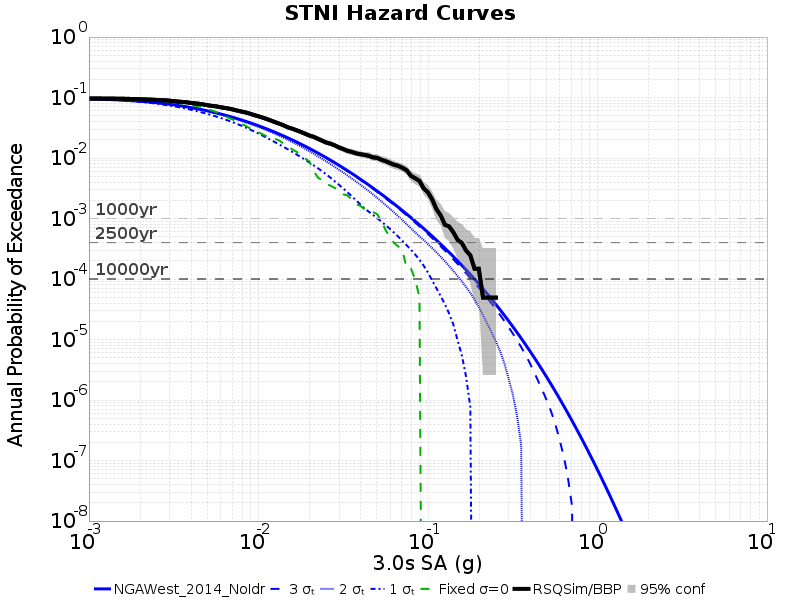 STNI Hazard Curves
Annual Probability of Exceedance
10^0
10^-1
10^-2
10^-3
10^-4
10^-5
10^-6
10^-7
10^-8
1000yr
2500yr
10000yr
10^-3 10^-2 10^-1 10^0 10^1
3.0s SA (g)
NGAWest_2014_NoIdr 3 σₜ 2 σₜ 1 σₜ Fixed σ=0 RSQSim/BBP 95% conf